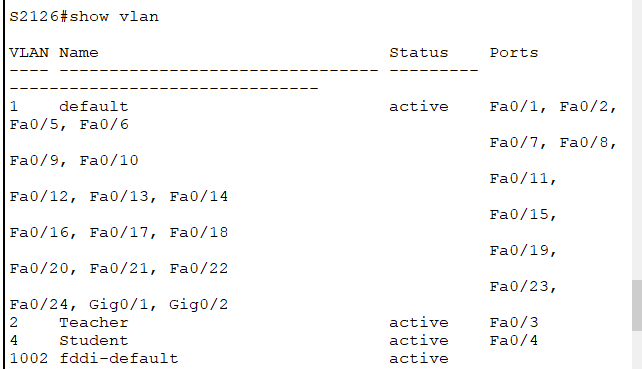 S2126#show vlan
VLAN Name Status Ports
---- -------------------------------- ---------
-------------------------------
1 default active Fa0/1, Fa0/2,
Fa0/5, Fa0/6
Fa0/7, Fa0/8,
Fa0/9, Fa0/10
Fa0/11,
Fa0/12, Fa0/13, Fa0/14
Fa0/15,
Fa0/16, Fa0/17, Fa0/18
Fa0/19,
Fa0/20, Fa0/21, Fa0/22
Fa0/23,
Fa0/24, Gig0/1, Gig0/2
2 Teacher active Fa0/3
4 Student active Fa0/4
1002 fddi-default active